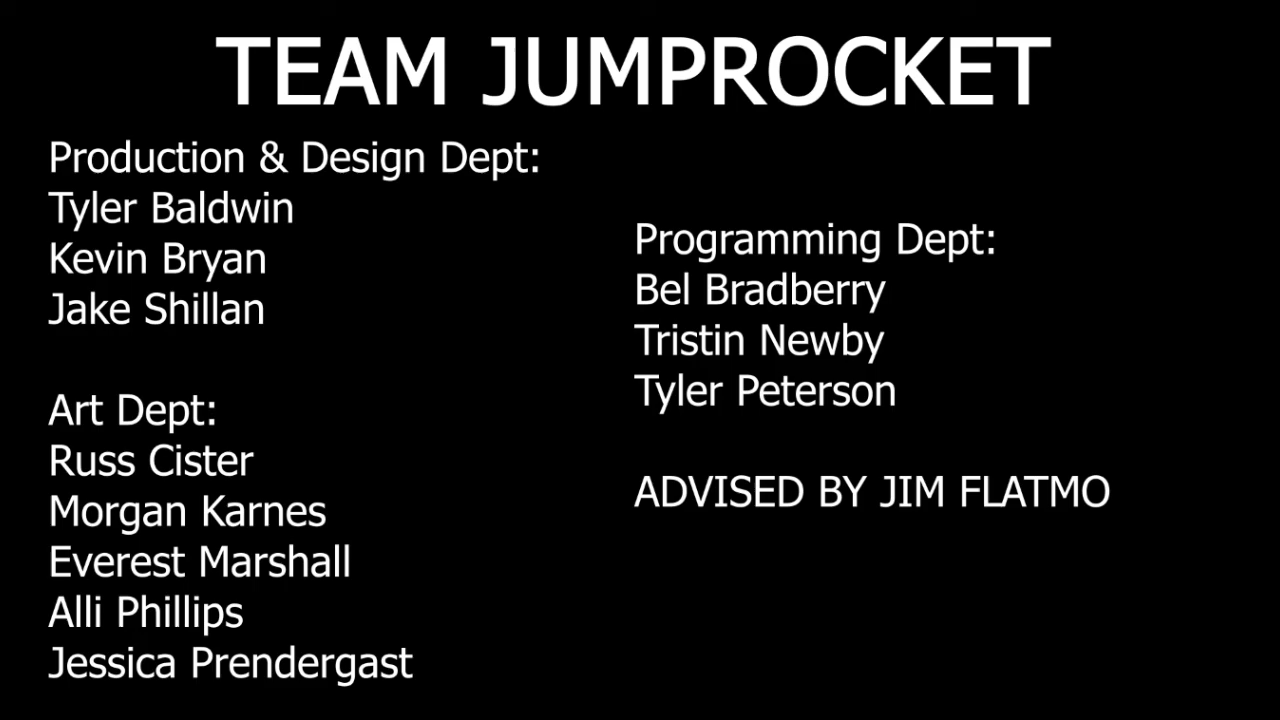 TEAM JUMPROCKET
Production & Design Dept:
Tyler Baldwin
Kevin Bryan
Jake Shillan
Art Dept:
Russ Cister
Morgan Karnes
Everest Marshall
Alli Phillips
Jessica Prendergast
Programming Dept:
Bel Bradberry
Tristin Newby
Tyler Peterson
ADVISED BY JIM FLATMO